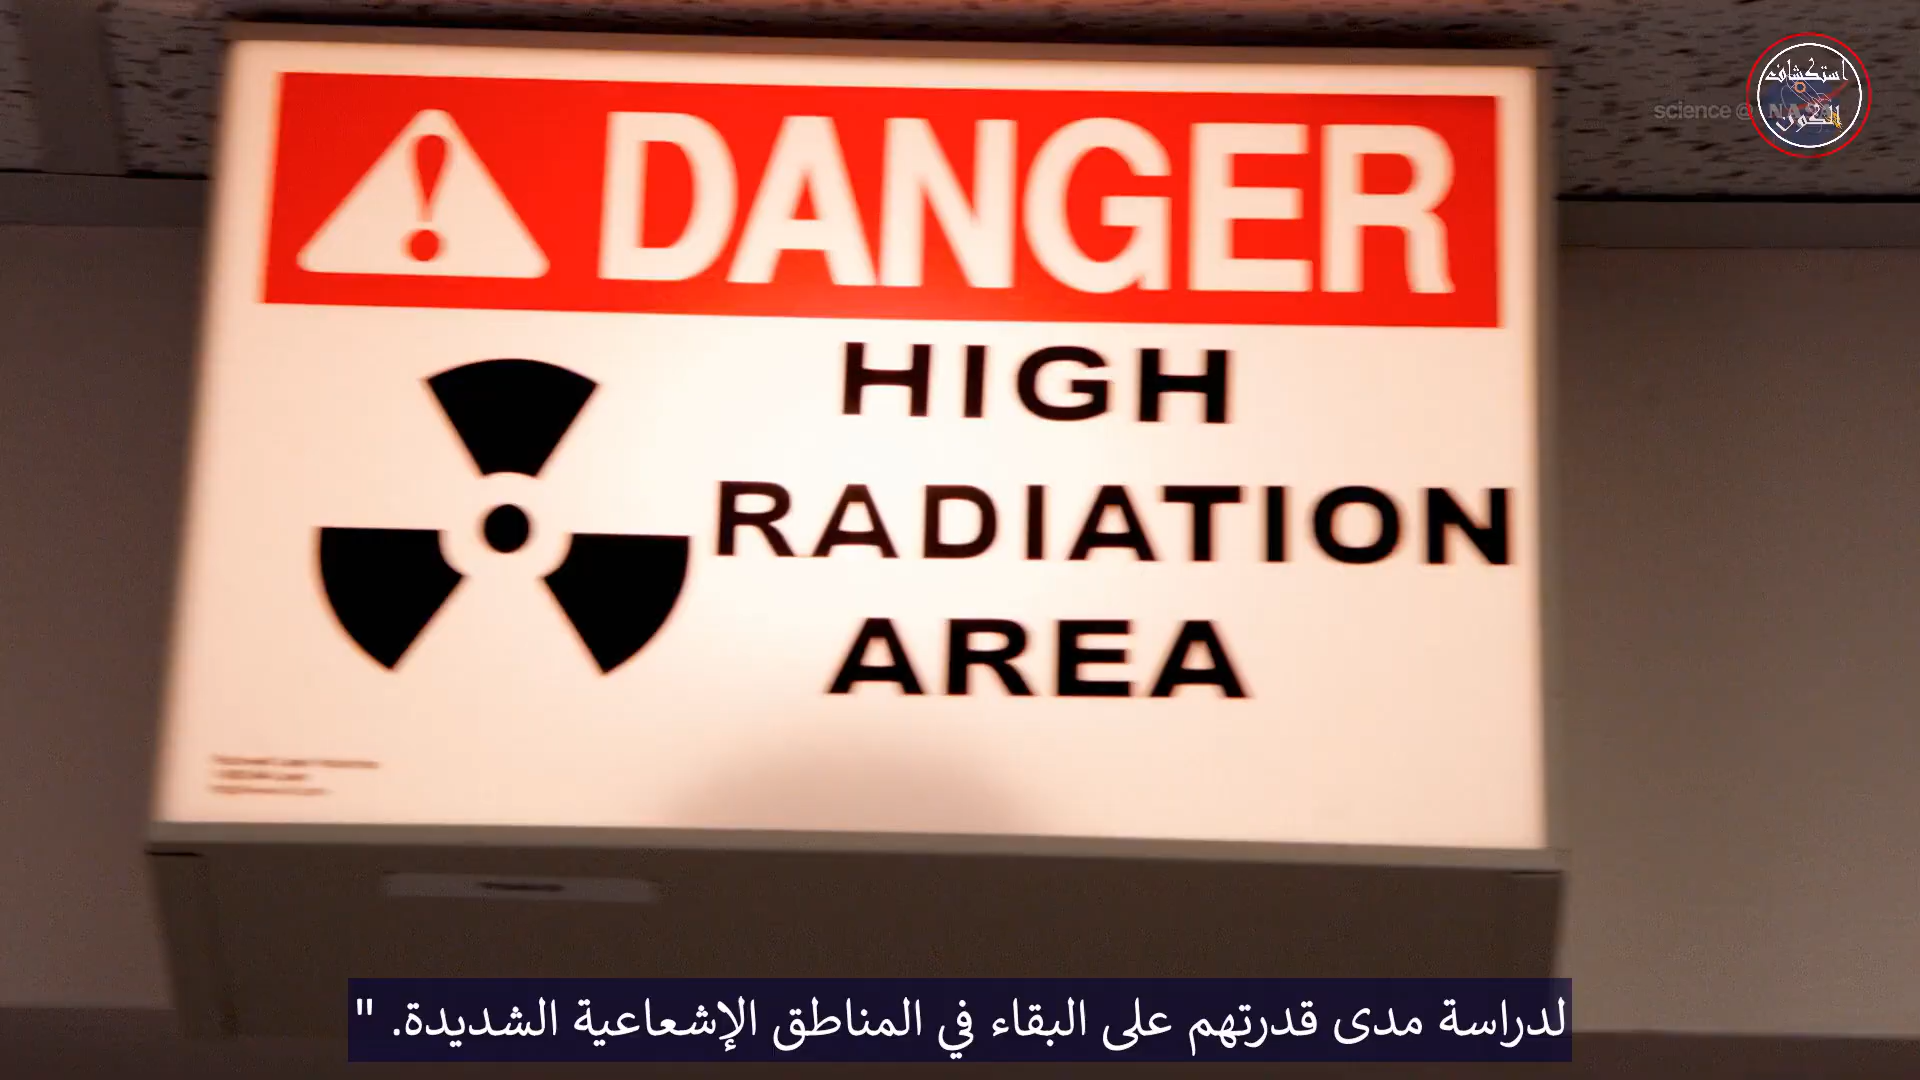 DANGER
HIGH
RADIATION
AREA
science @
استكشاف
الكون
لدراسة مدى قدرتهم على البقاء في المناطق الإشعاعية الشديدة. "